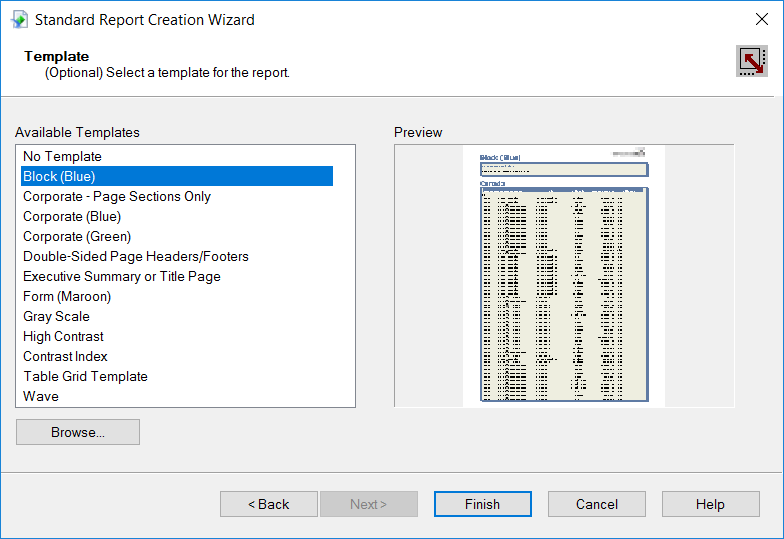 Standard Report Creation Wizard
Template
(Optional) Select a template for the report.
Available Templates
No Template
Block (Blue)
Corporate - Page Sections Only
Corporate (Blue)
Corporate (Green)
Double-Sided Page Headers/Footers
Executive Summary or Title Page
Form (Maroon)
Gray Scale
High Contrast
Contrast Index
Table Grid Template
Wave
Browse...
Preview
Block (Blue)
Canada
< Back
Next >
Finish
Cancel
Help